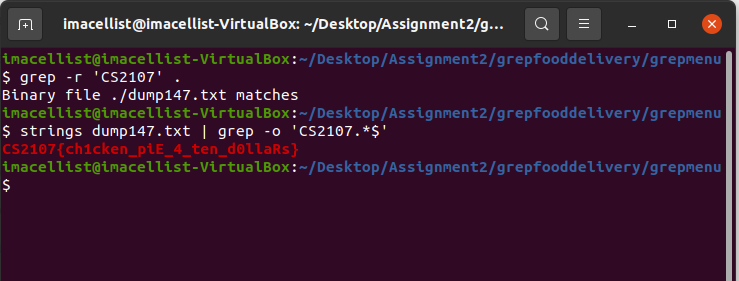 imacellist@imacellist-VirtualBox: ~/Desktop/Assignment2/g...
imacellist@imacellist-VirtualBox:~/Desktop/Assignment2/grepfooddelivery/grepmenu
$ grep -r 'CS2107' .
Binary file ./dump147.txt matches
imacellist@imacellist-VirtualBox:~/Desktop/Assignment2/grepfooddelivery/grepmenu
$ strings dump147.txt | grep -o 'CS2107.*$'
CS2107{ch1cken_pIE_4_ten_d0llaRs}
imacellist@imacellist-VirtualBox:~/Desktop/Assignment2/grepfooddelivery/grepmenu
$